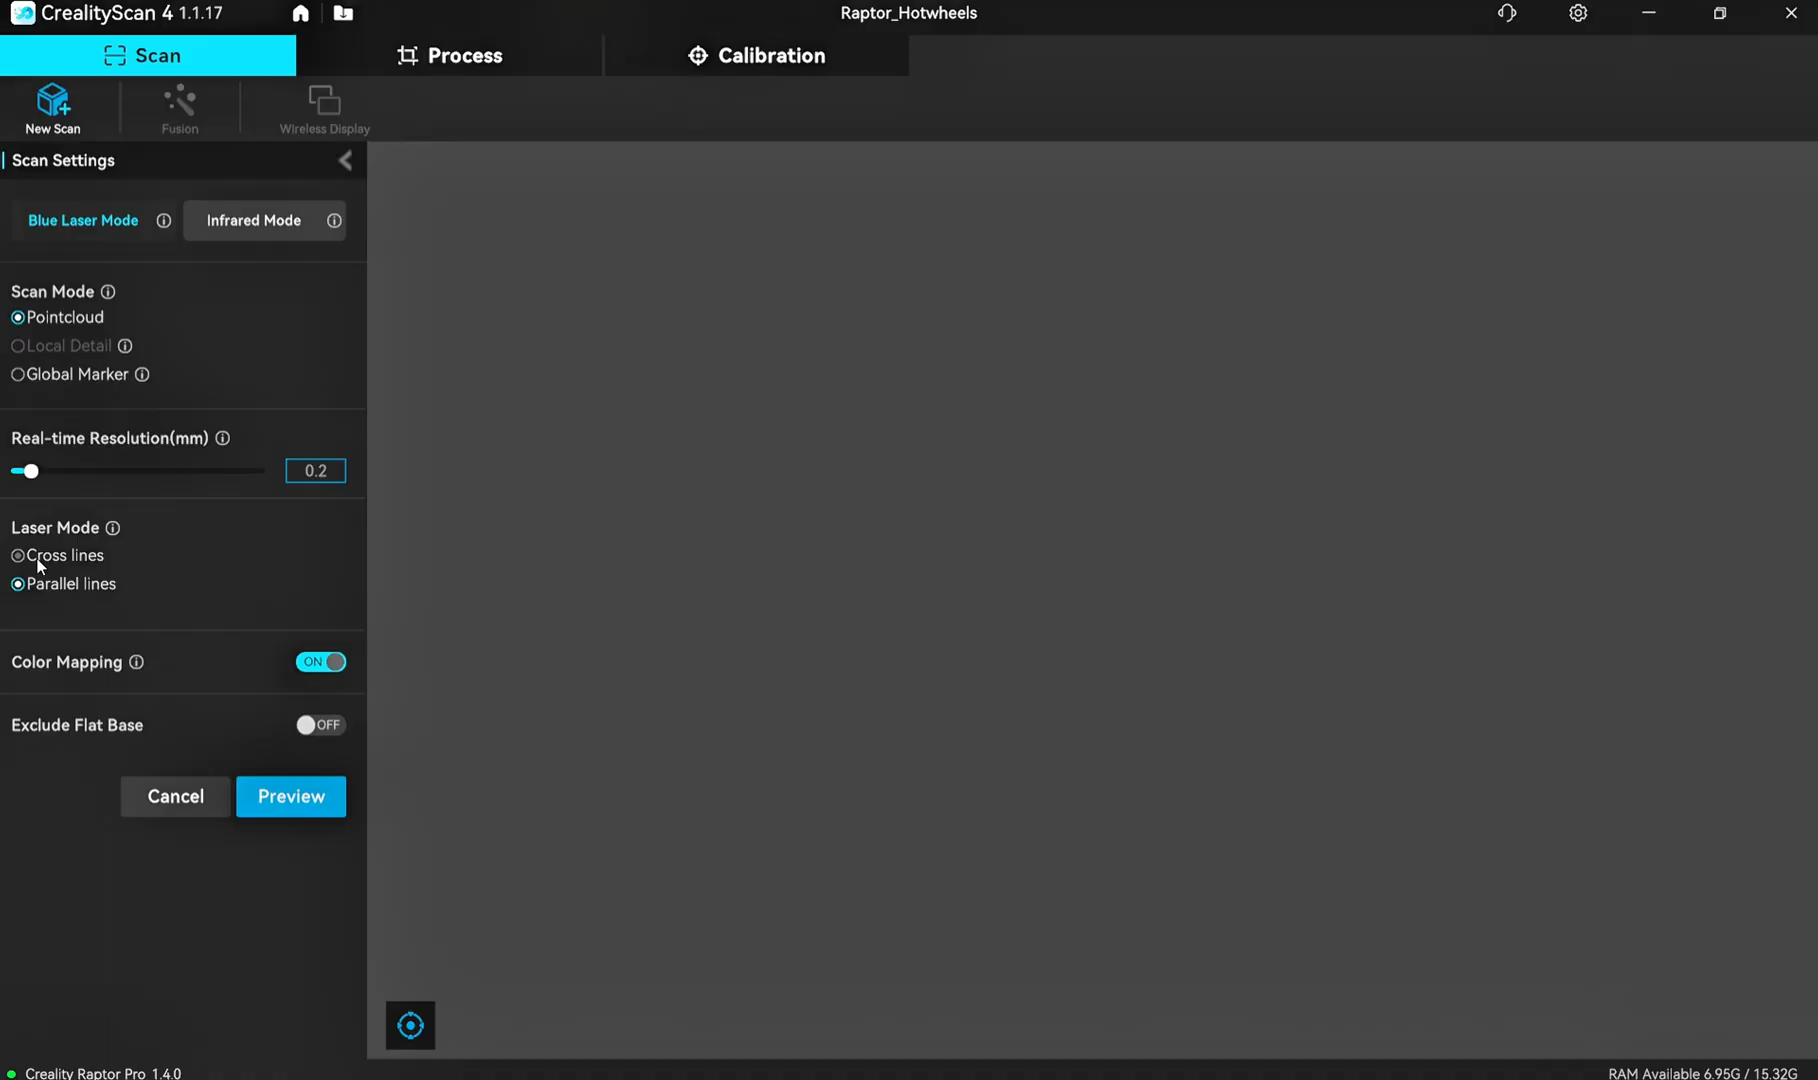 CrealityScan 4 1.1.17
Raptor_Hotwheels
Scan
Process
Calibration
New Scan
Fusion
Wireless Display
Scan Settings
Blue Laser Mode
Infrared Mode
Scan Mode
Pointcloud
Local Detail
Global Marker
Real-time Resolution(mm)
0.2
Laser Mode
Cross lines
Parallel lines
Color Mapping
ON
Exclude Flat Base
OFF
Cancel
Preview
Creality Raptor Pro 1.4.0
RAM Available 6.95G / 15.32G